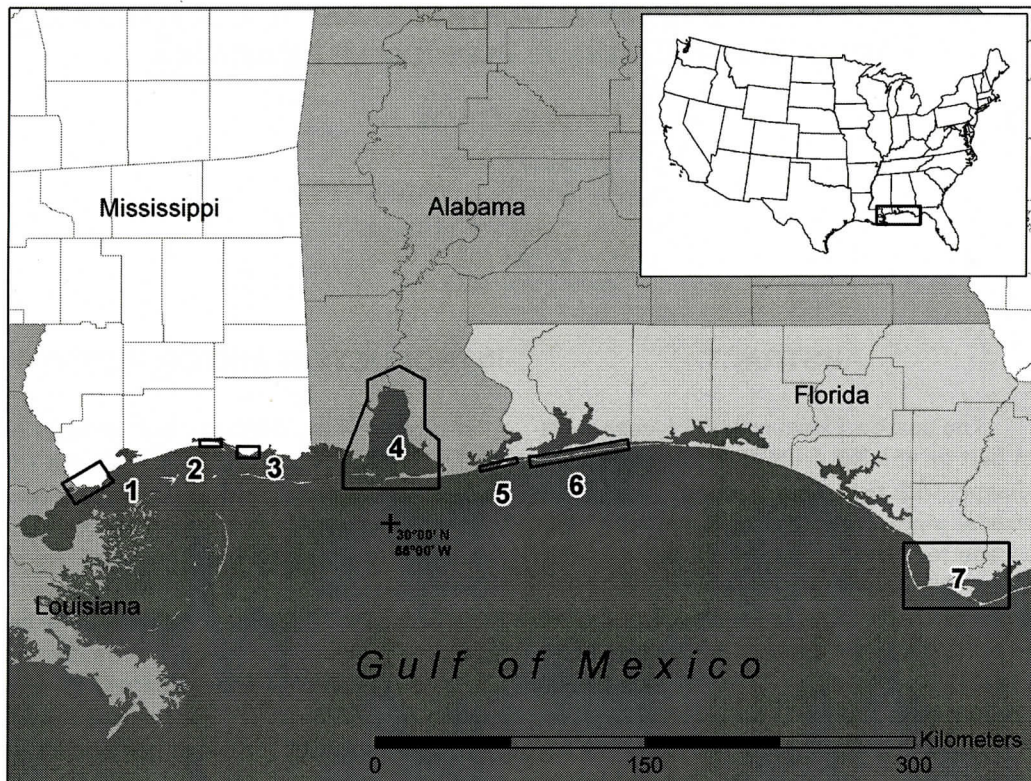 Mississippi
Alabama
Florida
Louisiana
1
2
3
4
5
6
7
30°00' N
88°00' W
Gulf of Mexico
Kilometers
0 150 300